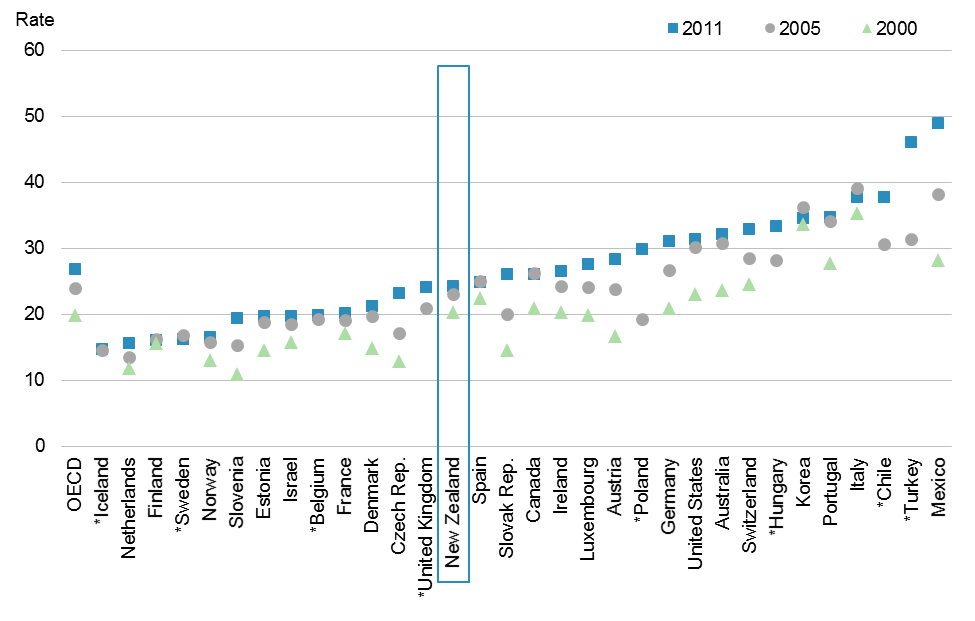 Rate
2011 2005 2000
60
50
40
30
20
10
0
OECD
*Iceland
Netherlands
Finland
*Sweden
Norway
Slovenia
Estonia
Israel
*Belgium
France
Denmark
Czech Rep.
*United Kingdom
New Zealand
Spain
Slovak Rep.
Canada
Ireland
Luxembourg
Austria
*Poland
Germany
United States
Australia
Switzerland
*Hungary
Korea
Portugal
Italy
*Chile
*Turkey
Mexico